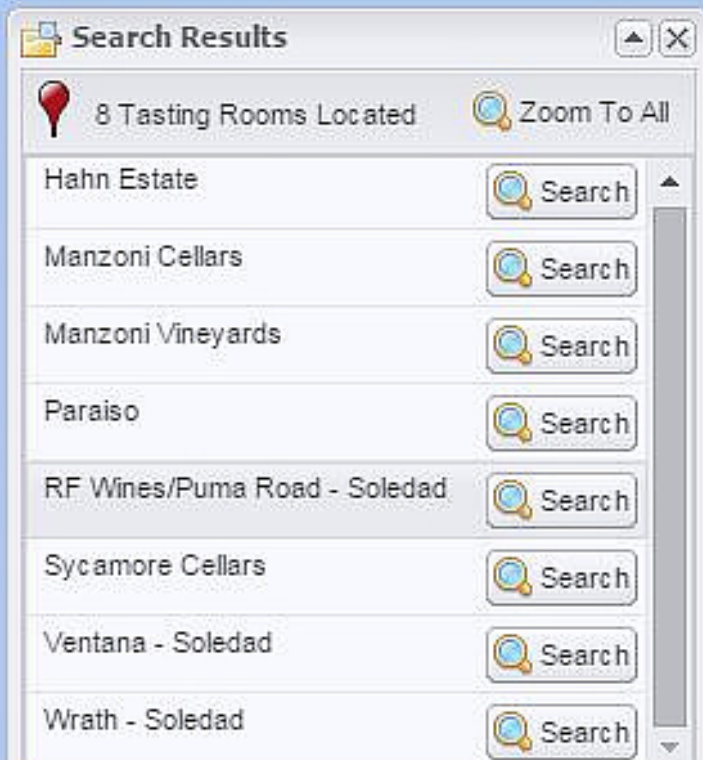 Search Results
8 Tasting Rooms Located Zoom To All
Hahn Estate Search
Manzoni Cellars Search
Manzoni Vineyards Search
Paraiso Search
RF Wines/Puma Road - Soledad Search
Sycamore Cellars Search
Ventana - Soledad Search
Wrath - Soledad Search